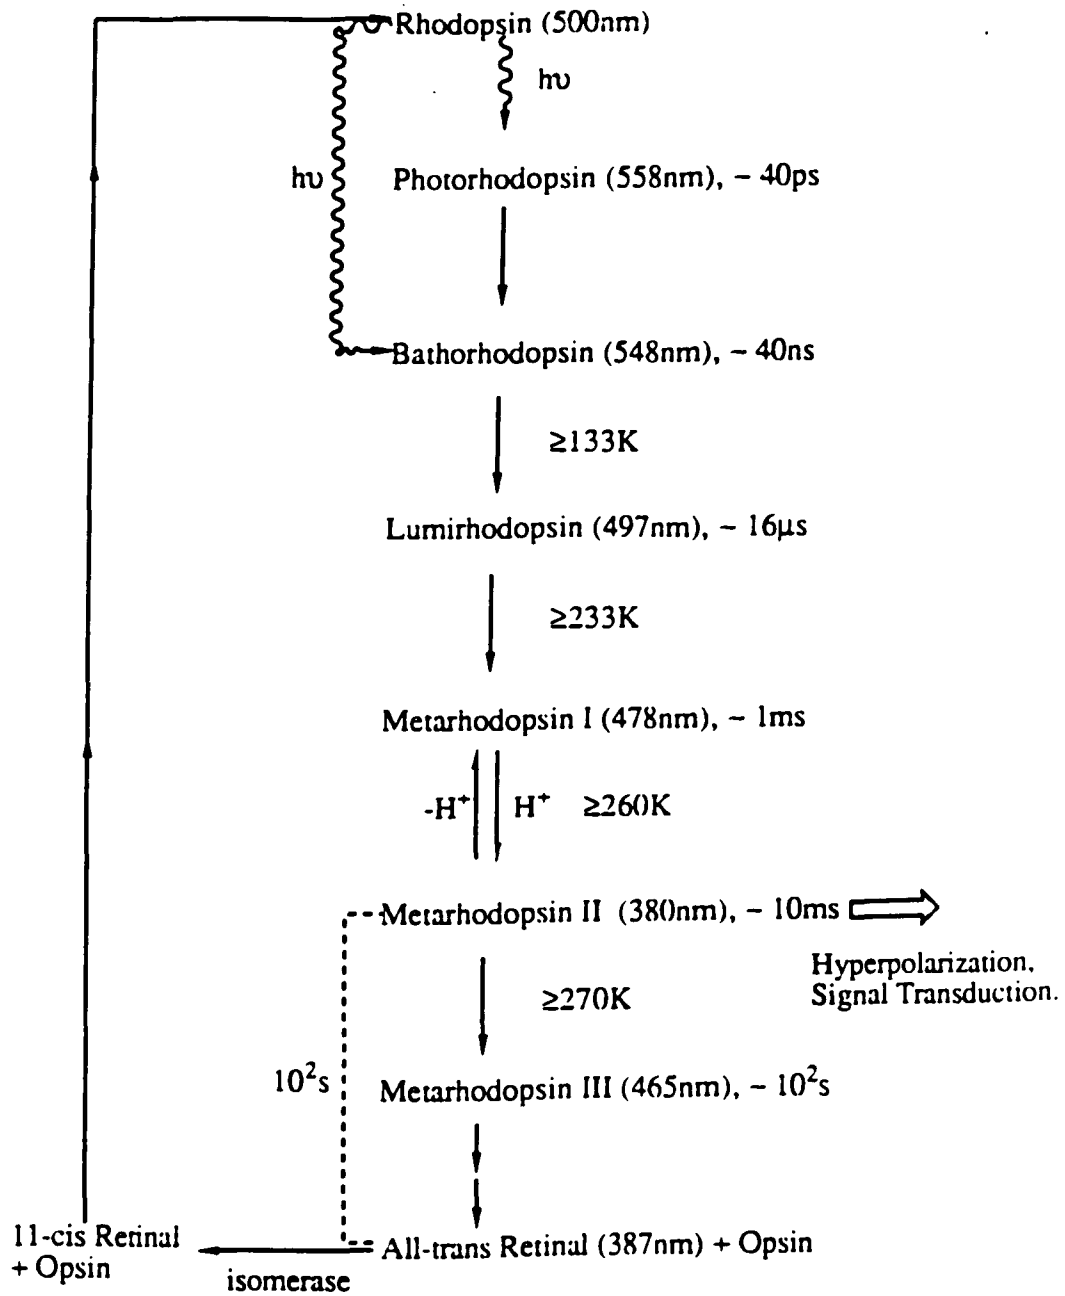 Rhodopsin (500nm)
hυ
hυ
Photorhodopsin (558nm), ~ 40ps
Bathorhodopsin (548nm), ~ 40ns
≥133K
Lumirhodopsin (497nm), ~ 16μs
≥233K
Metarhodopsin I (478nm), ~ 1ms
-H⁺ H⁺ ≥260K
Metarhodopsin II (380nm), ~ 10ms
Hyperpolarization,
Signal Transduction.
≥270K
10²s
Metarhodopsin III (465nm), ~ 10²s
All-trans Retinal (387nm) + Opsin
11-cis Retinal
+ Opsin
isomerase